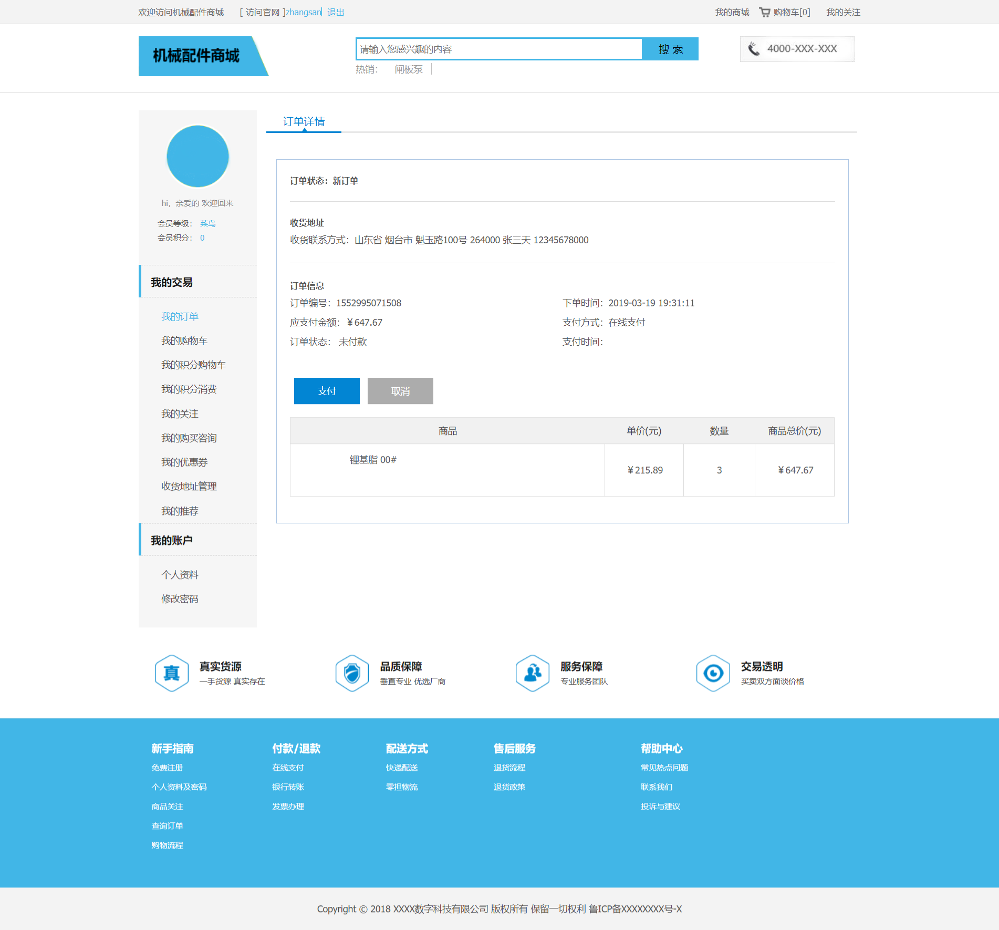 欢迎访问机械配件商城 [ 访问官网 ]zhangsan| 退出 我的商城 购物车[0] 我的关注
机械配件商城
请输入您感兴趣的内容 搜 索
4000-XXX-XXX
热销： 闸板泵
订单详情
hi，亲爱的 欢迎回来
会员等级： 菜鸟
会员积分： 0
我的交易
我的订单
我的购物车
我的积分购物车
我的积分消费
我的关注
我的购买咨询
我的优惠券
收货地址管理
我的推荐
我的账户
个人资料
修改密码
订单状态：新订单
收货地址
收货联系方式：山东省 烟台市 魁玉路100号 264000 张三天 12345678000
订单信息
订单编号：1552995071508 下单时间：2019-03-19 19:31:11
应支付金额：￥647.67 支付方式：在线支付
订单状态： 未付款 支付时间：
支付 取消
商品 单价(元) 数量 商品总价(元)
锂基脂 00# ￥215.89 3 ￥647.67
真
真实货源
一手货源 真实存在
品质保障
垂直专业 优选厂商
服务保障
专业服务团队
交易透明
买卖双方面谈价格
新手指南
免费注册
个人资料及密码
商品关注
查询订单
购物流程
付款/退款
在线支付
银行转账
发票办理
配送方式
快递配送
零担物流
售后服务
退货流程
退货政策
帮助中心
常见热点问题
联系我们
投诉与建议
Copyright © 2018 XXXX数字科技有限公司 版权所有 保留一切权利 鲁ICP备XXXXXXXX号-X